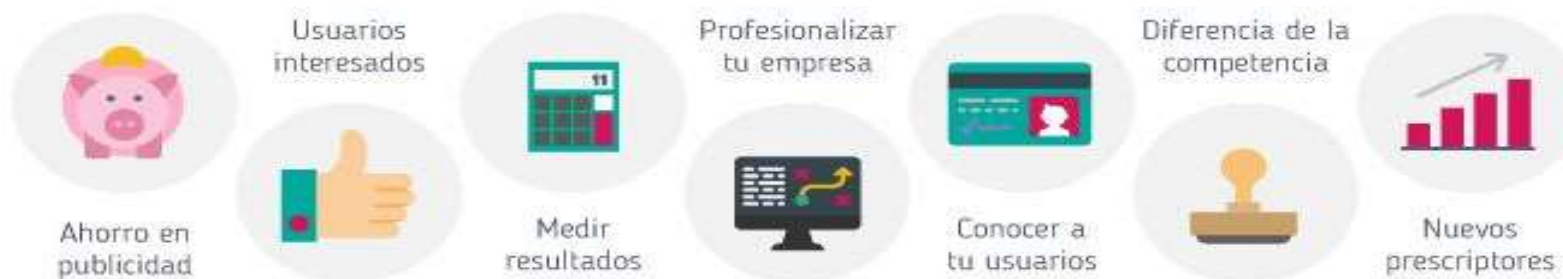 Ahorro en
publicidad
Usuarios
interesados
11
Medir
resultados
Profesionalizar
tu empresa
Conocer a
tu usuarios
Diferencia de la
competencia
Nuevos
prescriptores